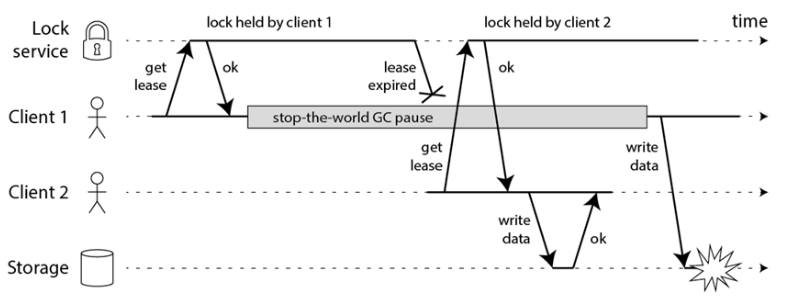 lock held by client 1
lock held by client 2
time
Lock
service
get
lease
ok
lease
expired
ok
Client 1
stop-the-world GC pause
get
lease
write
data
Client 2
write
data
ok
Storage